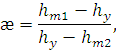 æ = (h_{m1} − h_y) / (h_y − h_{m2}),